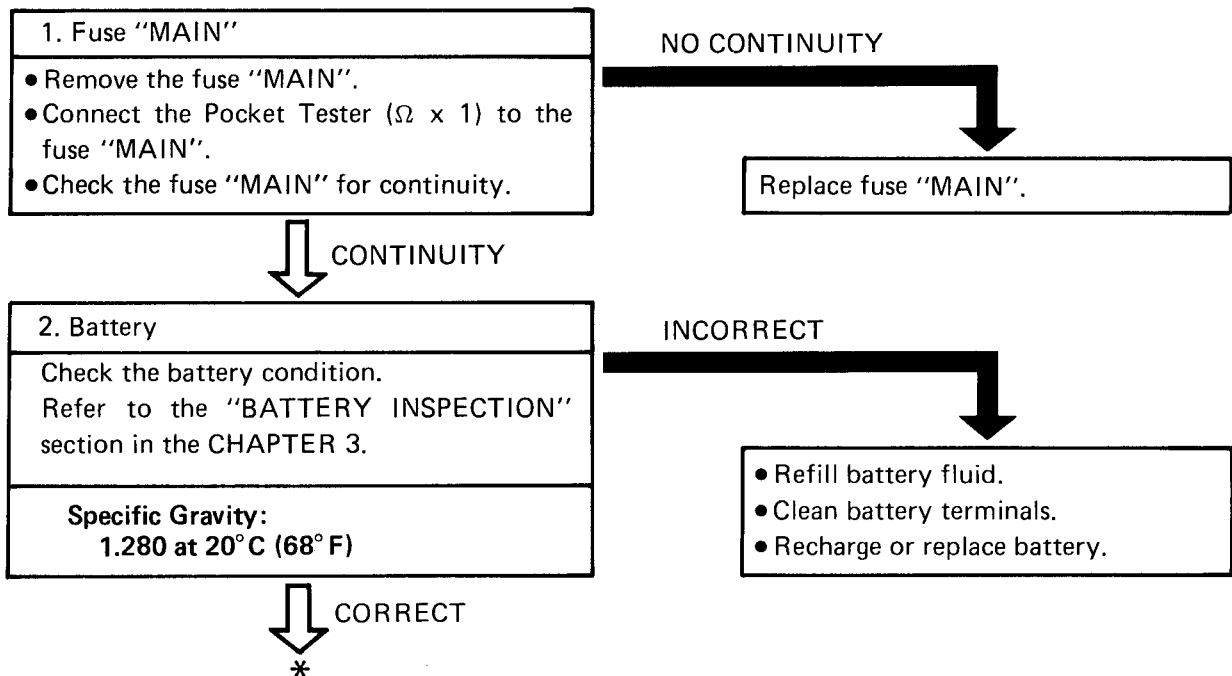 1. Fuse “MAIN”
● Remove the fuse “MAIN”.
● Connect the Pocket Tester (Ω x 1) to the
fuse “MAIN”.
● Check the fuse “MAIN” for continuity.
NO CONTINUITY
Replace fuse “MAIN”.
CONTINUITY
2. Battery
Check the battery condition.
Refer to the “BATTERY INSPECTION”
section in the CHAPTER 3.
Specific Gravity:
1.280 at 20°C (68°F)
INCORRECT
● Refill battery fluid.
● Clean battery terminals.
● Recharge or replace battery.
CORRECT
*